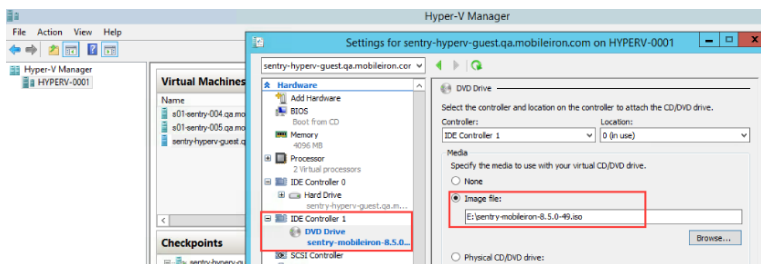 Hyper-V Manager
File Action View Help
Hyper-V Manager
HYPERV-0001
Virtual Machines
Name
s01-sentry-004.qa.mo
s01-sentry-005.qa.mo
sentry-hyperv-guest.q
Checkpoints
sentry-hyperv-gu
Settings for sentry-hyperv-guest.qa.mobileiron.com on HYPERV-0001
sentry-hyperv-guest.qa.mobileiron.cor
Hardware
Add Hardware
BIOS
Boot from CD
Memory
4096 MB
Processor
2 Virtual processors
IDE Controller 0
Hard Drive
sentry-hyperv-guest.qa.m...
IDE Controller 1
DVD Drive
sentry-mobileiron-8.5.0...
SCSI Controller
DVD Drive
Select the controller and location on the controller to attach the CD/DVD drive.
Controller: Location:
IDE Controller 1 0 (in use)
Media
Specify the media to use with your virtual CD/DVD drive.
None
Image file:
E:\sentry-mobileiron-8.5.0-49.iso
Browse...
Physical CD/DVD drive: